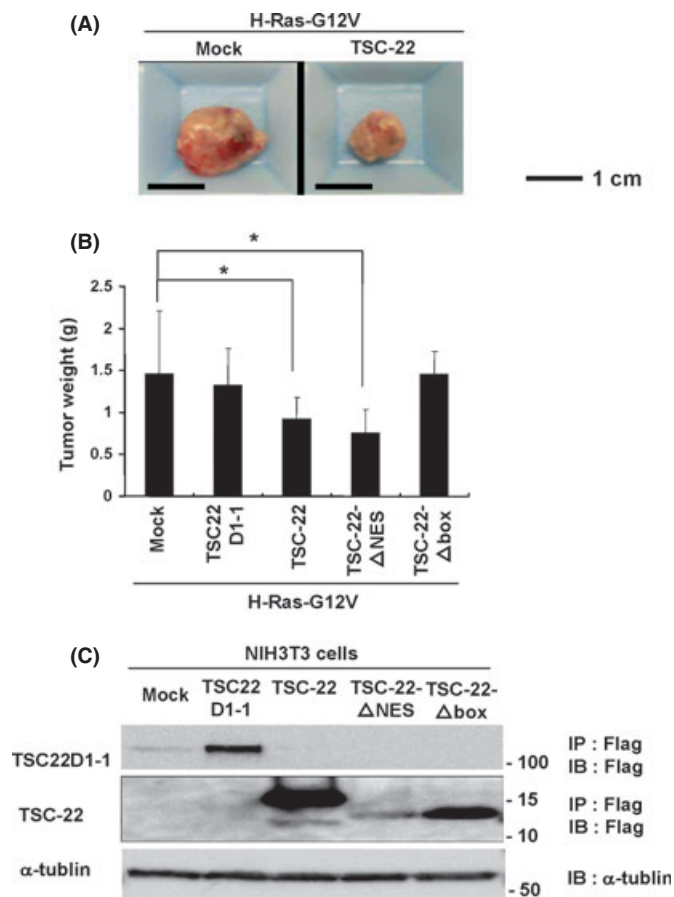 (A)
H-Ras-G12V
Mock
TSC-22
1 cm
(B)
*
*
Tumor weight (g)
2.5
2
1.5
1
0.5
0
Mock
TSC22
D1-1
TSC-22
TSC-22-
ΔNES
TSC-22-
Δbox
H-Ras-G12V
(C)
NIH3T3 cells
Mock
TSC22
D1-1
TSC-22
TSC-22-
ΔNES
TSC-22-
Δbox
TSC22D1-1
- 100
IP : Flag
IB : Flag
TSC-22
- 15
- 10
IP : Flag
IB : Flag
α-tublin
- 50
IB : α-tublin